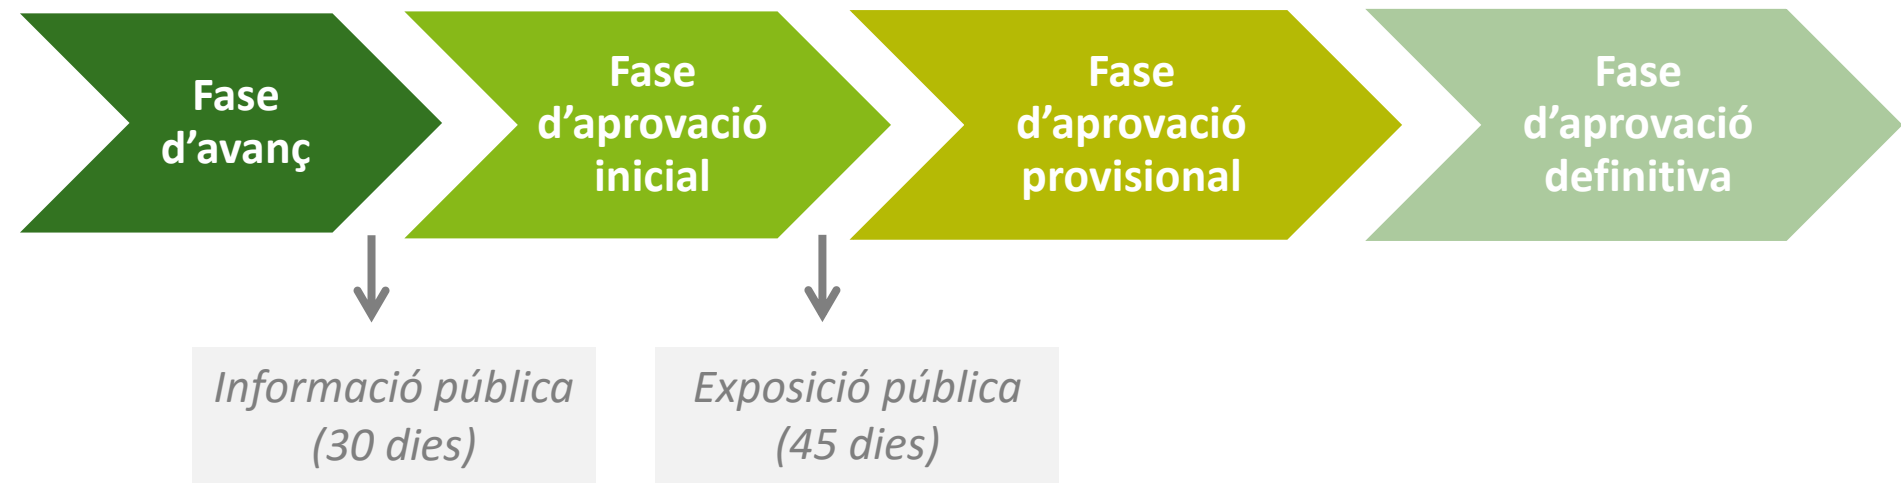 Fase
d’avanç
Fase
d’aprovació
inicial
Fase
d’aprovació
provisional
Fase
d’aprovació
definitiva
Informació pública
(30 dies)
Exposició pública
(45 dies)